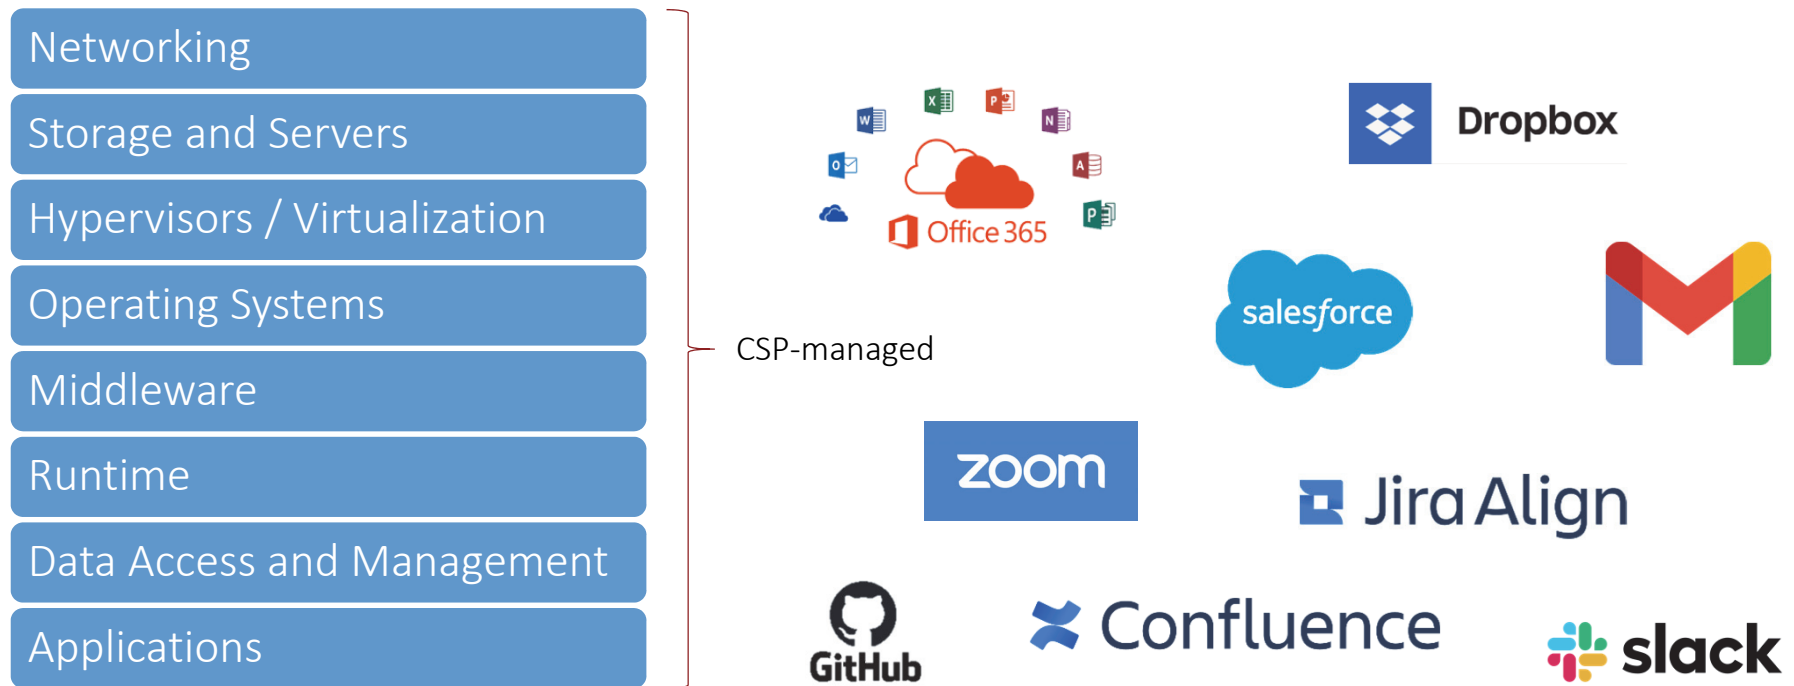 Networking
Storage and Servers
Hypervisors / Virtualization
Operating Systems
Middleware
Runtime
Data Access and Management
Applications
CSP-managed
W
X
P
N
O
A
P
Office 365
Dropbox
salesforce
zoom
Jira Align
GitHub
Confluence
slack